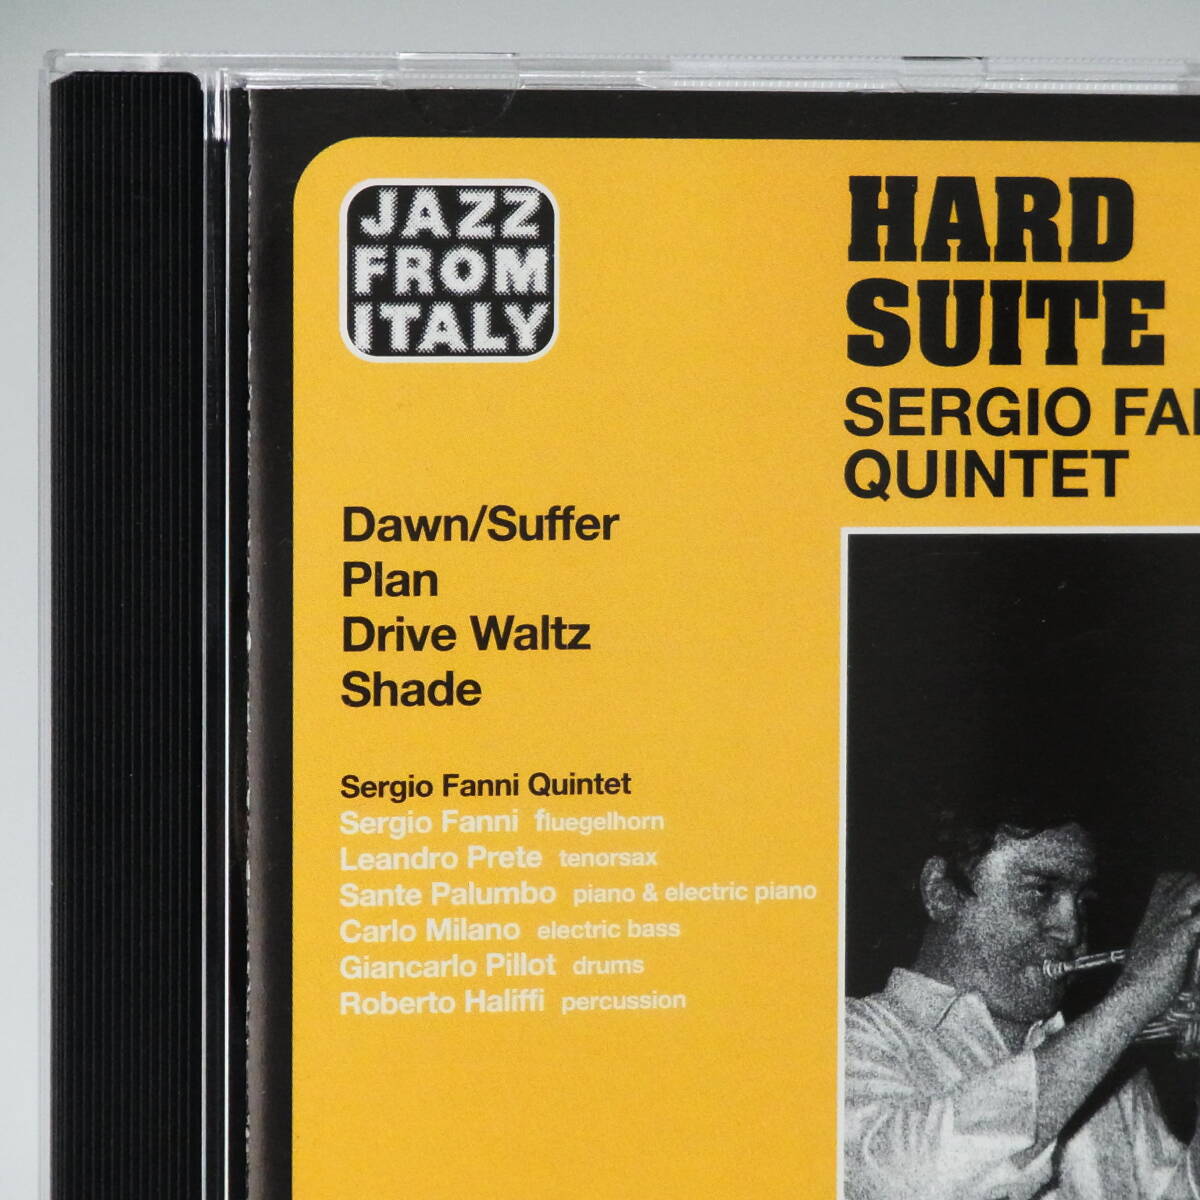 JAZZ
FROM
ITALY
HARD
SUITE
SERGIO
QUINTET
Dawn/Suffer
Plan
Drive Waltz
Shade
Sergio Fanni Quintet
Sergio Fanni fluegelhorn
Leandro Prete tenorsax
Sante Palumbo piano & electric piano
Carlo Milano electric bass
Giancarlo Pillot drums
Roberto Haliffi percussion